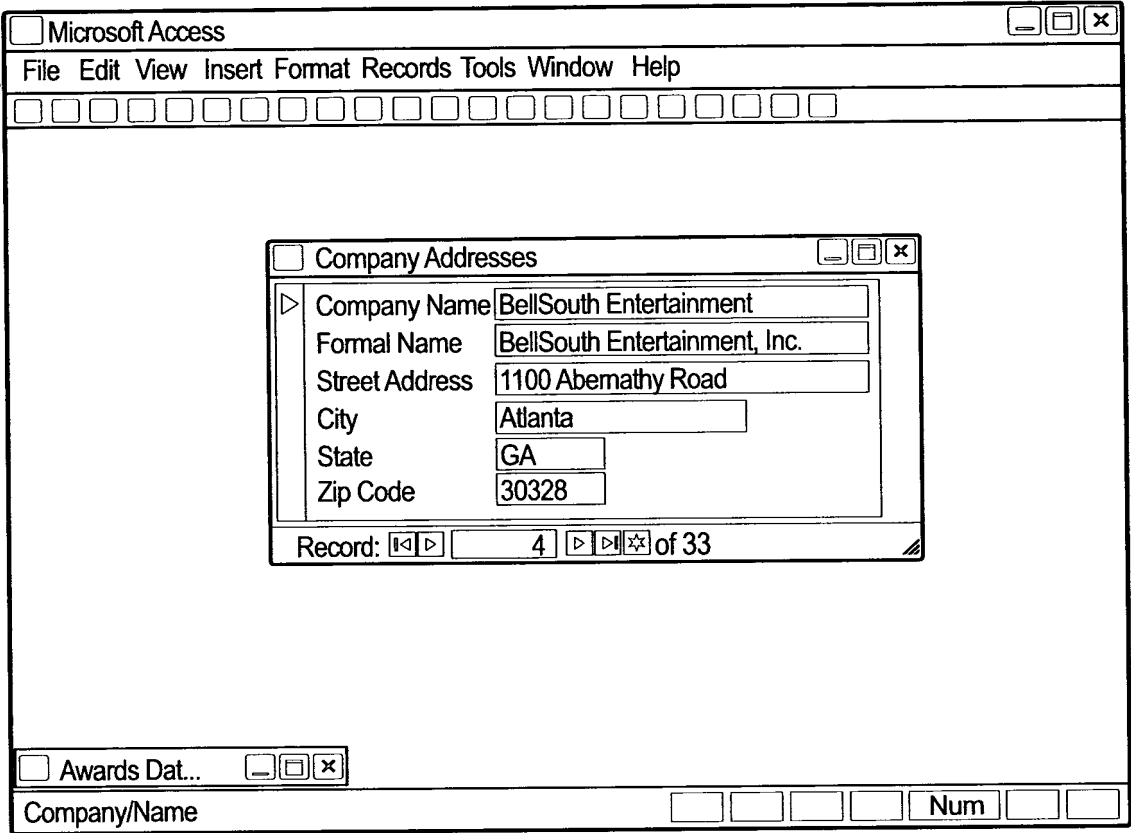 Microsoft Access
File Edit View Insert Format Records Tools Window Help
Company Addresses
Company Name BellSouth Entertainment
Formal Name BellSouth Entertainment, Inc.
Street Address 1100 Abernathy Road
City Atlanta
State GA
Zip Code 30328
Record: 4 of 33
Awards Dat...
Company/Name Num